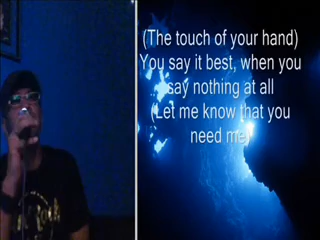 (The touch of your hand)
You say it best, when you
say nothing at all
(Let me know that you
need me)